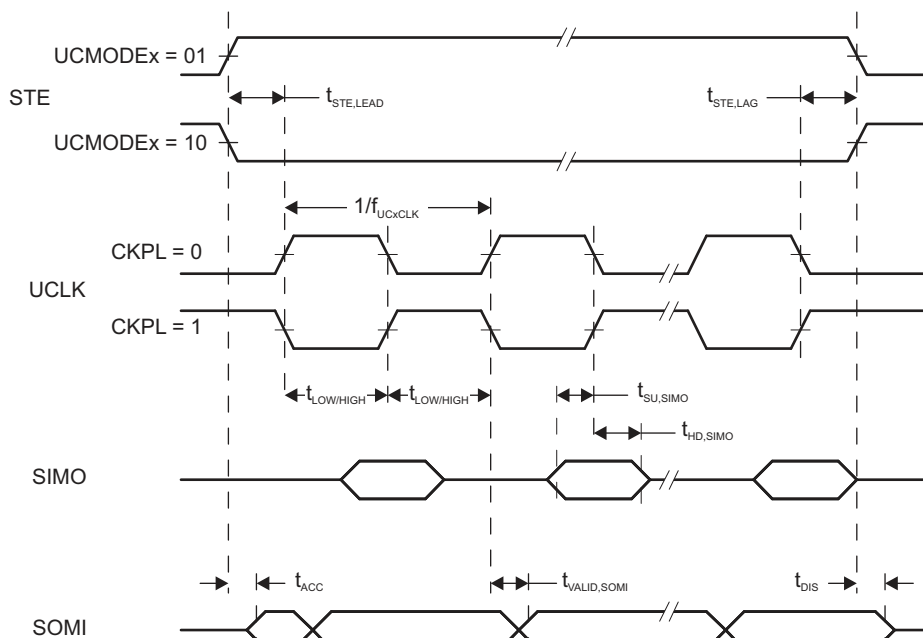 UCMODEx = 01
STE
tSTE,LEAD
tSTE,LAG
UCMODEx = 10
1/fUCxCLK
CKPL = 0
UCLK
CKPL = 1
tLOW/HIGH
tLOW/HIGH
tSU,SIMO
tHD,SIMO
SIMO
tACC
tVALID,SOMI
tDIS
SOMI